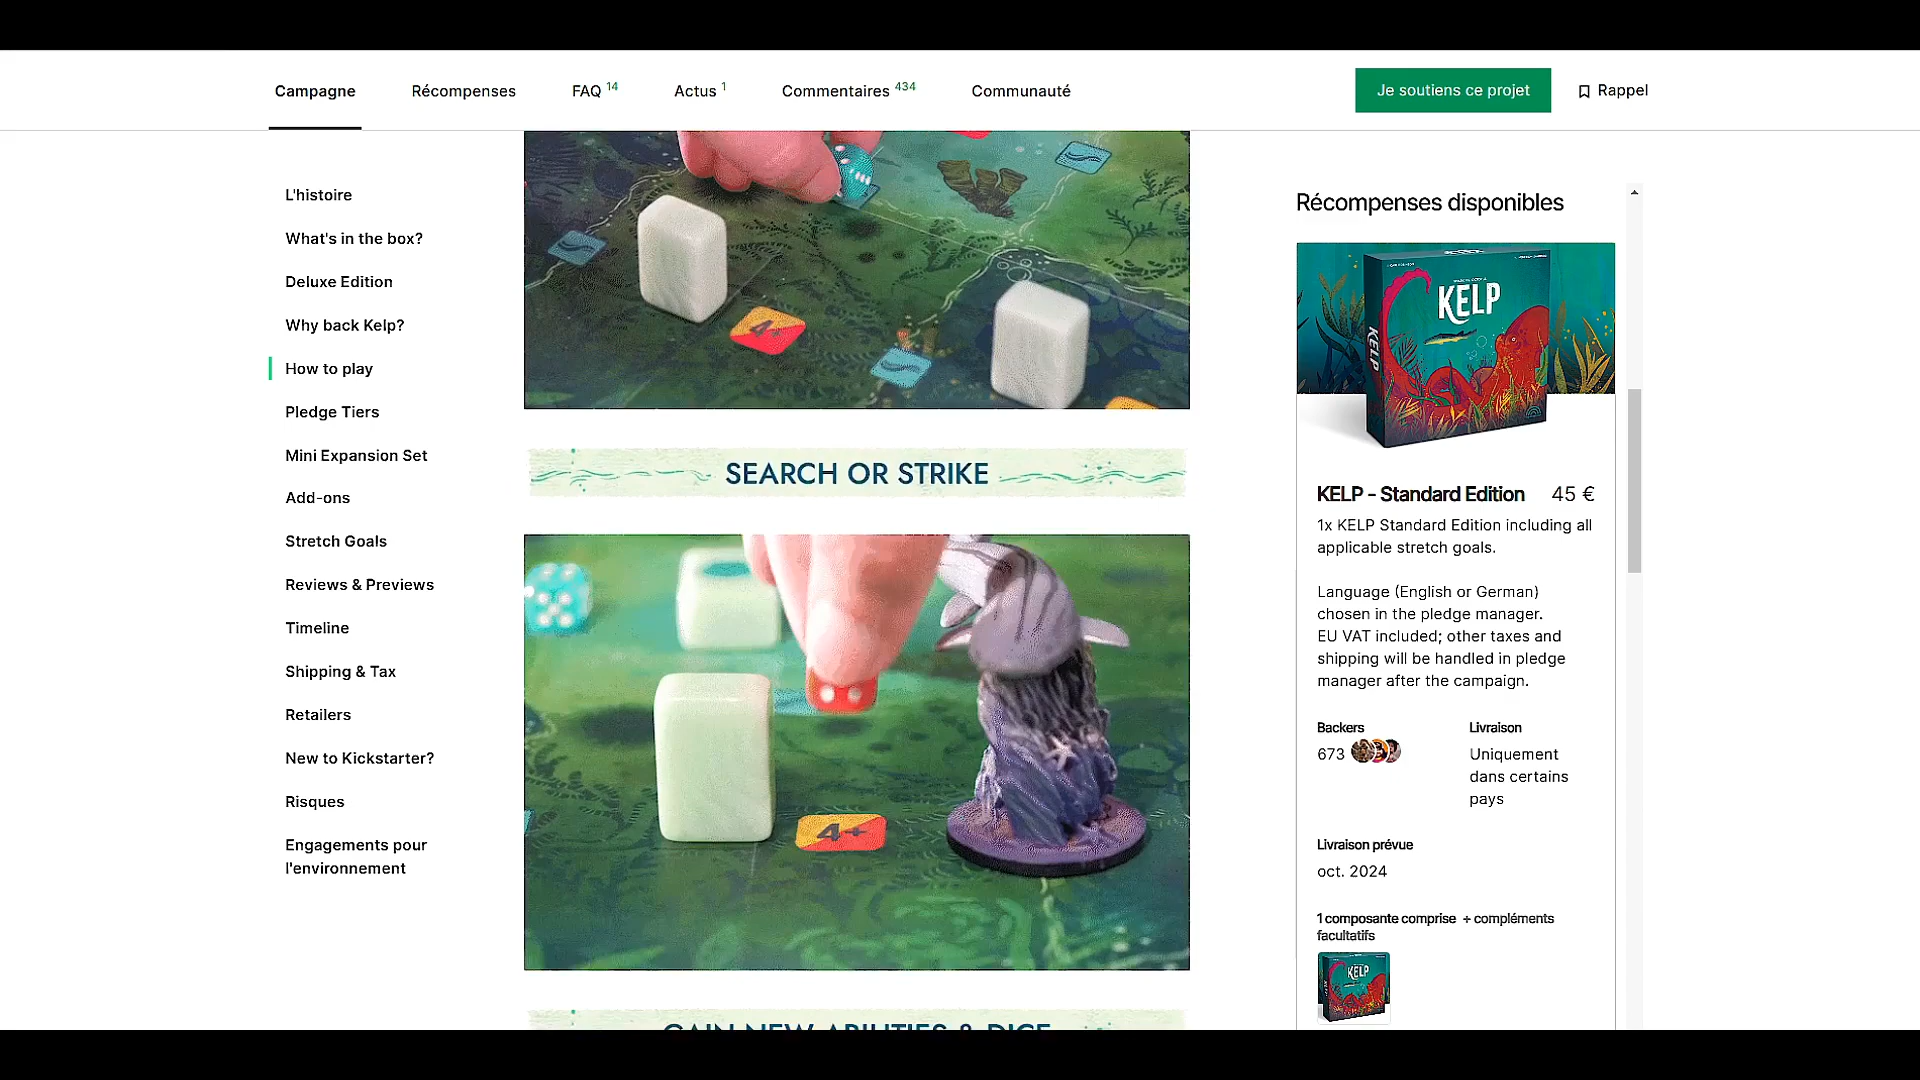 Campagne
Récompenses
FAQ 14
Actus 1
Commentaires 434
Communauté
Je soutiens ce projet
Rappel
L'histoire
What's in the box?
Deluxe Edition
Why back Kelp?
How to play
Pledge Tiers
Mini Expansion Set
Add-ons
Stretch Goals
Reviews & Previews
Timeline
Shipping & Tax
Retailers
New to Kickstarter?
Risques
Engagements pour
l'environnement
4+
SEARCH OR STRIKE
4+
GAIN NEW ABILITIES & DICE
Récompenses disponibles
KELP
KELP
KELP - Standard Edition 45 €
1x KELP Standard Edition including all
applicable stretch goals.
Language (English or German)
chosen in the pledge manager.
EU VAT included; other taxes and
shipping will be handled in pledge
manager after the campaign.
Backers
673
Livraison
Uniquement
dans certains
pays
Livraison prévue
oct. 2024
1 composante comprise + compléments
facultatifs
KELP